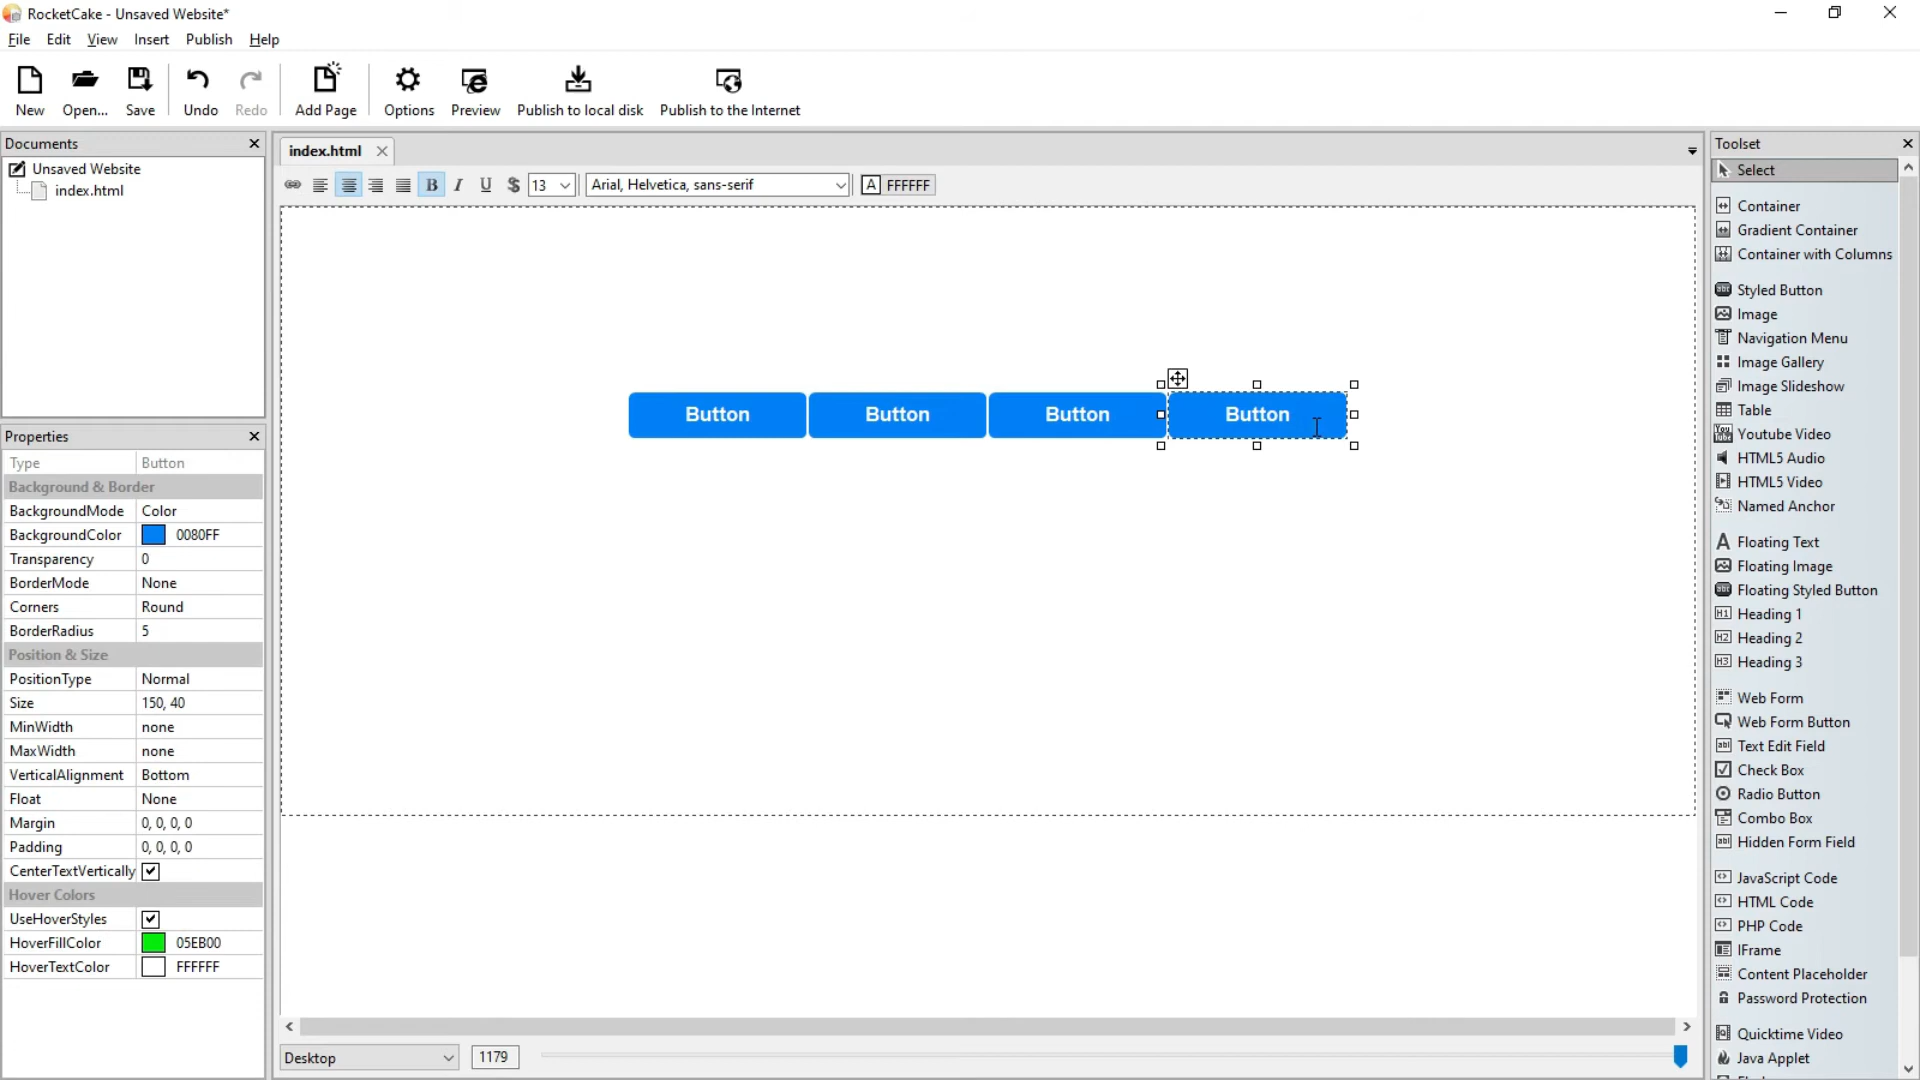 RocketCake - Unsaved Website*
File Edit View Insert Publish Help
New Open... Save Undo Redo Add Page Options Preview Publish to local disk Publish to the Internet
Documents
Unsaved Website
index.html
Properties
Type Button
Background & Border
BackgroundMode Color
BackgroundColor 0080FF
Transparency 0
BorderMode None
Corners Round
BorderRadius 5
Position & Size
PositionType Normal
Size 150, 40
MinWidth none
MaxWidth none
VerticalAlignment Bottom
Float None
Margin 0, 0, 0, 0
Padding 0, 0, 0, 0
CenterTextVertically
Hover Colors
UseHoverStyles
HoverFillColor 05EB00
HoverTextColor FFFFFF
index.html
B I U $ 13 Arial, Helvetica, sans-serif A FFFFFF
Button Button Button Button
Desktop 1179
Toolset
Select
Container
Gradient Container
Container with Columns
Styled Button
Image
Navigation Menu
Image Gallery
Image Slideshow
Table
Youtube Video
HTML5 Audio
HTML5 Video
Named Anchor
Floating Text
Floating Image
Floating Styled Button
Heading 1
Heading 2
Heading 3
Web Form
Web Form Button
Text Edit Field
Check Box
Radio Button
Combo Box
Hidden Form Field
JavaScript Code
HTML Code
PHP Code
IFrame
Content Placeholder
Password Protection
Quicktime Video
Java Applet